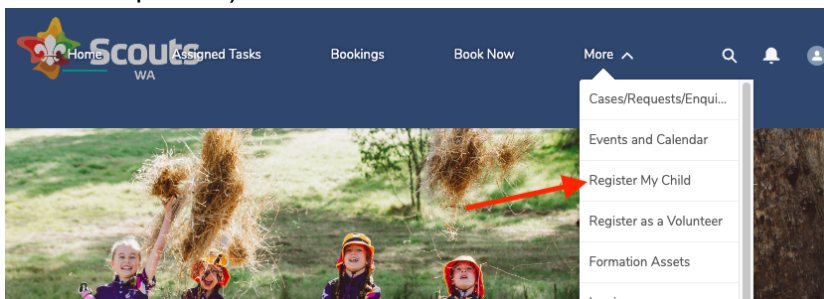 Scouts
WA
Home
Assigned Tasks
Bookings
Book Now
More
Cases/Requests/Enqui...
Events and Calendar
Register My Child
Register as a Volunteer
Formation Assets